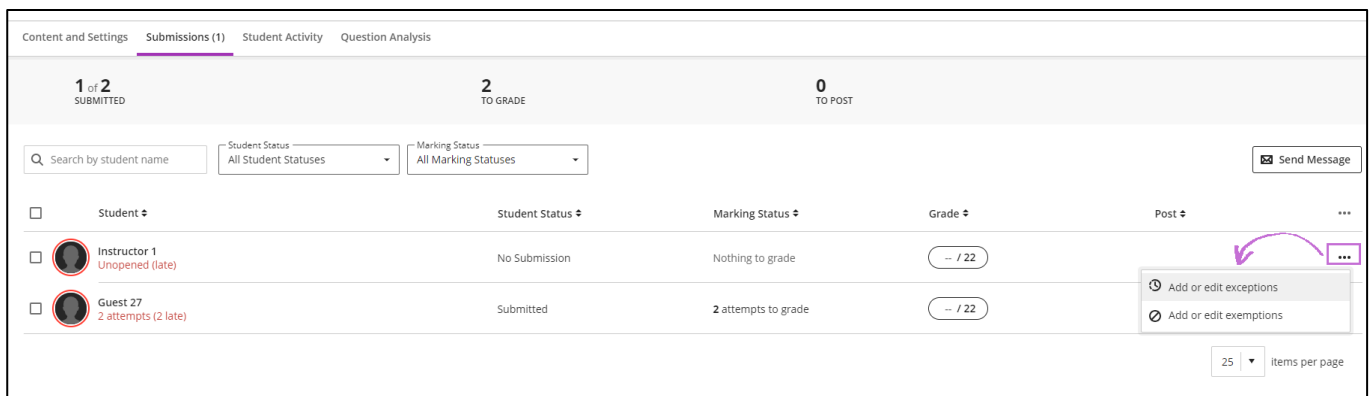 Content and Settings Submissions (1) Student Activity Question Analysis
1 of 2 2 0
SUBMITTED TO GRADE TO POST
Student Status Marking Status
Search by student name All Student Statuses All Marking Statuses Send Message
Student Student Status Marking Status Grade Post ...
Instructor 1
Unopened (late) No Submission Nothing to grade -- / 22 ...
Add or edit exceptions
Guest 27
2 attempts (2 late) Submitted 2 attempts to grade -- / 22
Add or edit exemptions
25 items per page